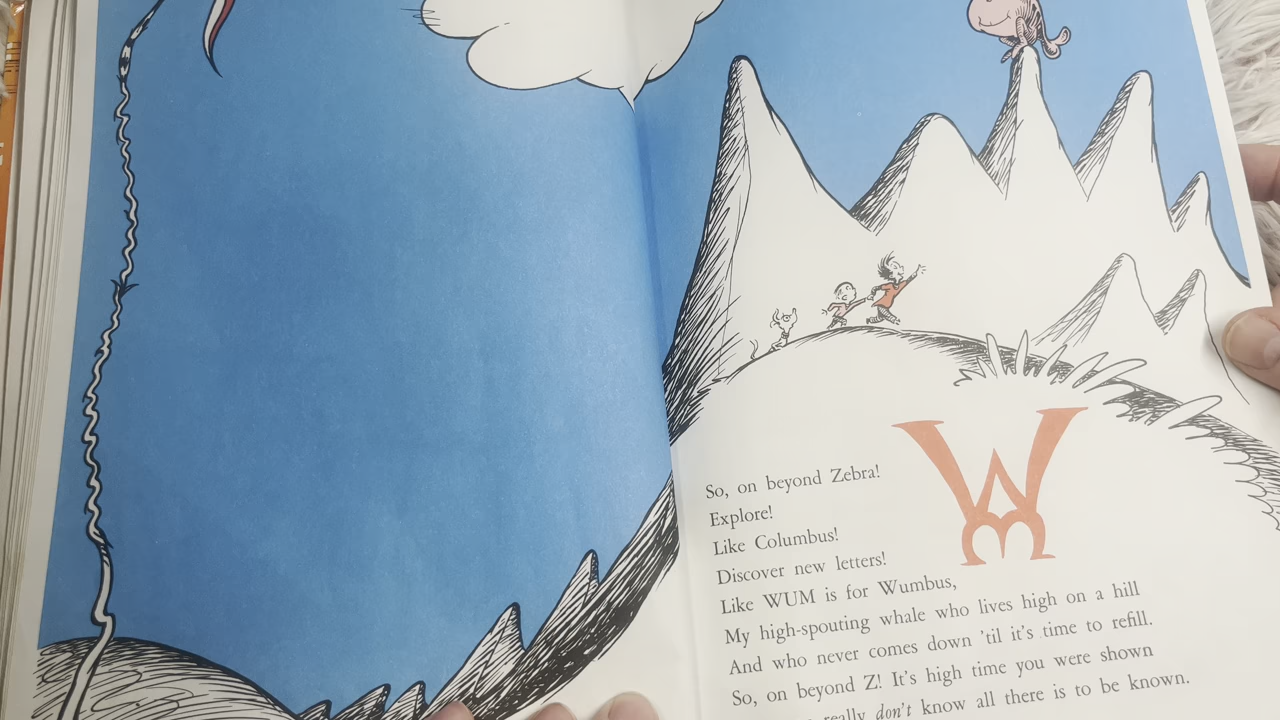 So, on beyond Zebra!
Explore!
Like Columbus!
Discover new letters!
Like WUM is for Wumbus,
My high-spouting whale who lives high on a hill
And who never comes down 'til it's time to refill.
So, on beyond Z! It's high time you were shown
really don't know all there is to be known.